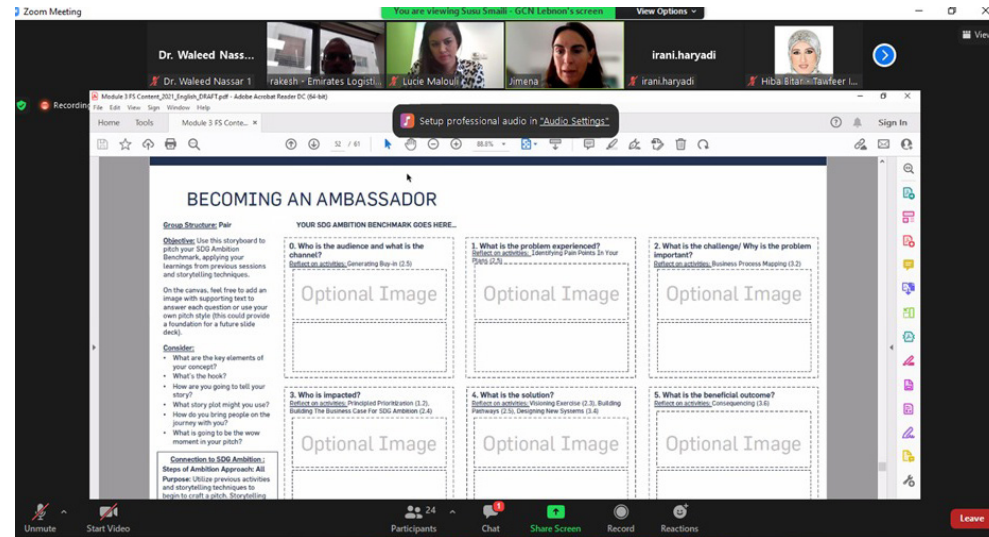 Zoom Meeting
You are viewing Susu Smaili - GCN Lebnon's screen
View Options
Dr. Waleed Nass...
irani.haryadi
Dr. Waleed Nassar 1
rakesh - Emirates Logisti...
Lucie Malouli
Jimena
irani.haryadi
Hiba Bitar - Tawfeer I...
Recording
Module 3 FS Content_2021_English_DRAFT.pdf - Adobe Acrobat Reader DC (64-bit)
File Edit View Sign Window Help
Home Tools Module 3 FS Conte... ×
Sign In
Setup professional audio in "Audio Settings"
52 / 61
88.8%
BECOMING AN AMBASSADOR
Group Structure: Pair
Objective: Use this storyboard to
pitch your SDG Ambition
Benchmark, applying your
learnings from previous sessions
and storytelling techniques.
On the canvas, feel free to add an
image with supporting text to
answer each question or use your
own pitch style (this could provide
a foundation for a future slide
deck).
Consider:
• What are the key elements of
your concept?
• What's the hook?
• How are you going to tell your
story?
• What story plot might you use?
• How do you bring people on the
journey with you?
• What is going to be the wow
moment in your pitch?
Connection to SDG Ambition :
Steps of Ambition Approach: All
Purpose: Utilize previous activities
and storytelling techniques to
begin to craft a pitch. Storytelling
YOUR SDG AMBITION BENCHMARK GOES HERE...
0. Who is the audience and what is the
channel?
Reflect on activities: Generating Buy-in (2.5)
Optional Image
1. What is the problem experienced?
Reflect on activities: Identifying Pain Points In Your
Plans (2.5)
Optional Image
2. What is the challenge/ Why is the problem
important?
Reflect on activities: Business Process Mapping (3.2)
Optional Image
3. Who is impacted?
Reflect on activities: Principled Prioritization (1.2),
Building The Business Case For SDG Ambition (2.4)
Optional Image
4. What is the solution?
Reflect on activities: Visioning Exercise (2.3), Building
Pathways (2.5), Designing New Systems (3.4)
Optional Image
5. What is the beneficial outcome?
Reflect on activities: Consequencing (3.6)
Optional Image
Unmute
Start Video
24
Participants
1
Chat
Share Screen
Record
Reactions
Leave